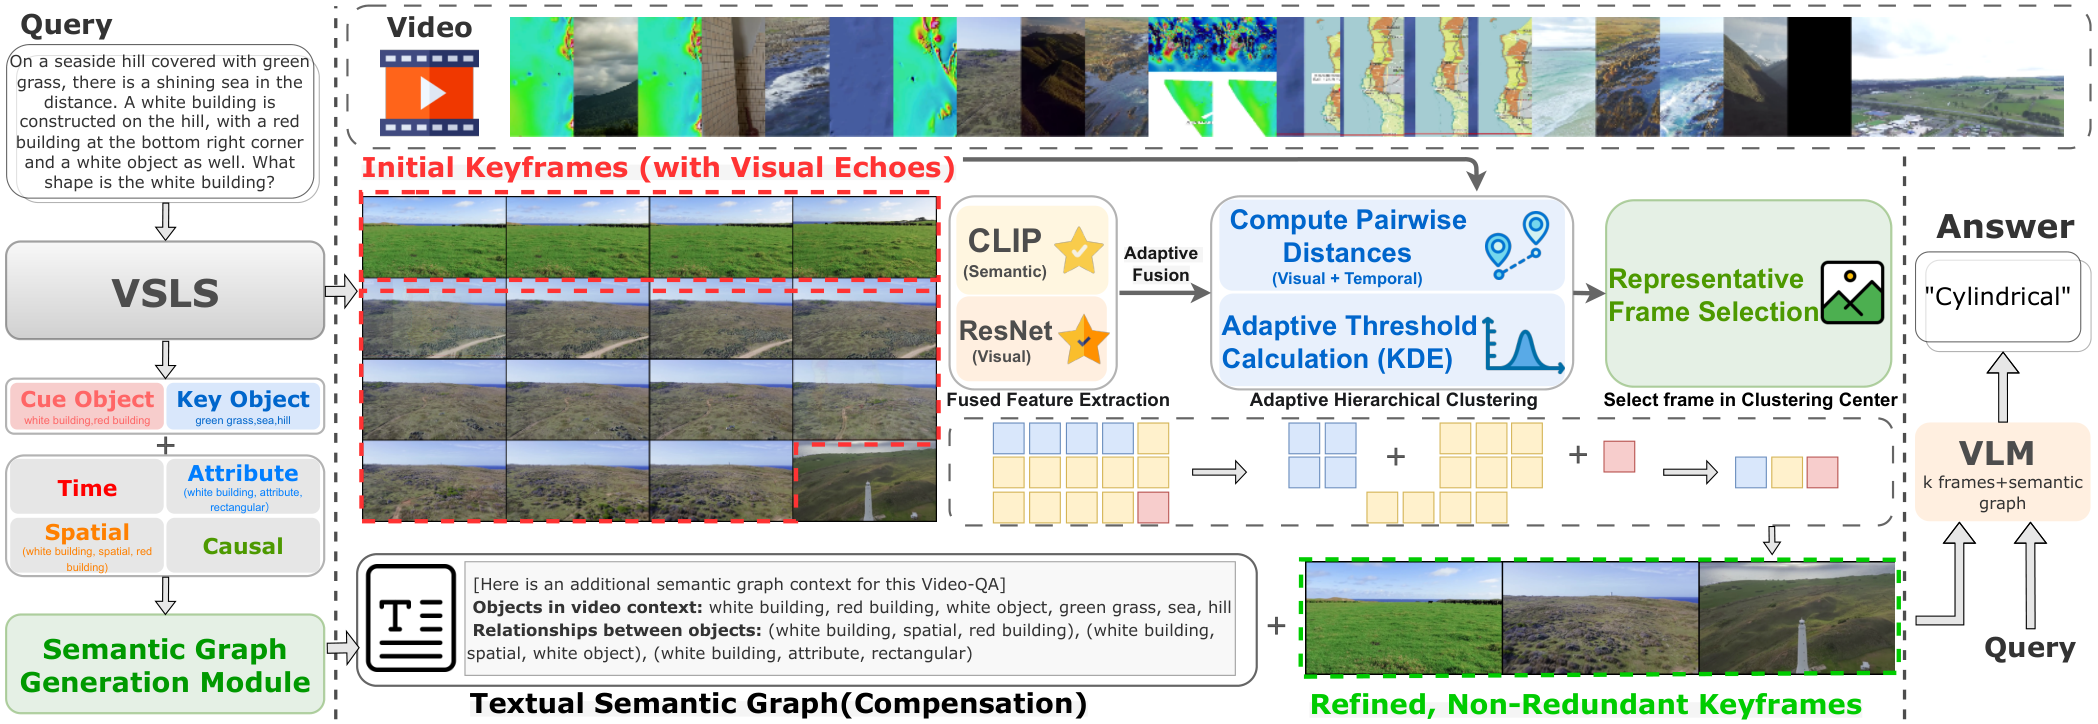 Query
On a seaside hill covered with green
grass, there is a shining sea in the
distance. A white building is
constructed on the hill, with a red
building at the bottom right corner
and a white object as well. What
shape is the white building?
VSLS
Cue Object
white building,red building
Key Object
green grass,sea,hill
+
Time
Attribute
(white building, attribute,
rectangular)
Spatial
(white building, spatial, red
building)
Causal
Semantic Graph
Generation Module
Video
Initial Keyframes (with Visual Echoes)
CLIP
(Semantic)
ResNet
(Visual)
Fused Feature Extraction
Adaptive
Fusion
Compute Pairwise
Distances
(Visual + Temporal)
Adaptive Threshold
Calculation (KDE)
Adaptive Hierarchical Clustering
Representative
Frame Selection
Select frame in Clustering Center
+
+
T
[Here is an additional semantic graph context for this Video-QA]
Objects in video context: white building, red building, white object, green grass, sea, hill
Relationships between objects: (white building, spatial, red building), (white building,
spatial, white object), (white building, attribute, rectangular)
Textual Semantic Graph(Compensation)
+
Refined, Non-Redundant Keyframes
Answer
"Cylindrical"
VLM
k frames+semantic
graph
Query